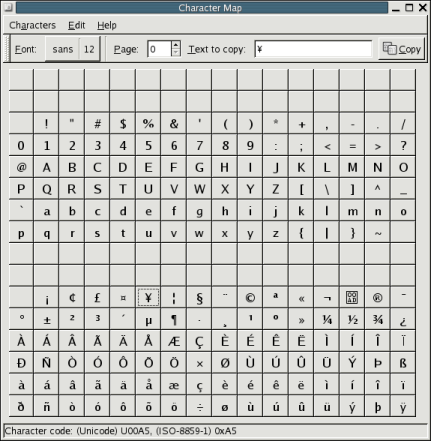 Character Map
Characters Edit Help
Font: sans 12 Page: 0 Text to copy: ¥ Copy
! " # $ % & ' ( ) * + , - . /
0 1 2 3 4 5 6 7 8 9 : ; < = > ?
@ A B C D E F G H I J K L M N O
P Q R S T U V W X Y Z [ \ ] ^ _
` a b c d e f g h i j k l m n o
p q r s t u v w x y z { | } ~
¡ ¢ £ ¤ ¥ ¦ § ¨ © ª « ¬ 00AD ® ¯
° ± ² ³ ´ µ ¶ · ¸ ¹ º » ¼ ½ ¾ ¿
À Á Â Ã Ä Å Æ Ç È É Ê Ë Ì Í Î Ï
Ð Ñ Ò Ó Ô Õ Ö × Ø Ù Ú Û Ü Ý Þ ß
à á â ã ä å æ ç è é ê ë ì í î ï
ð ñ ò ó ô õ ö ÷ ø ù ú û ü ý þ ÿ
Character code: (Unicode) U00A5, (ISO-8859-1) 0xA5